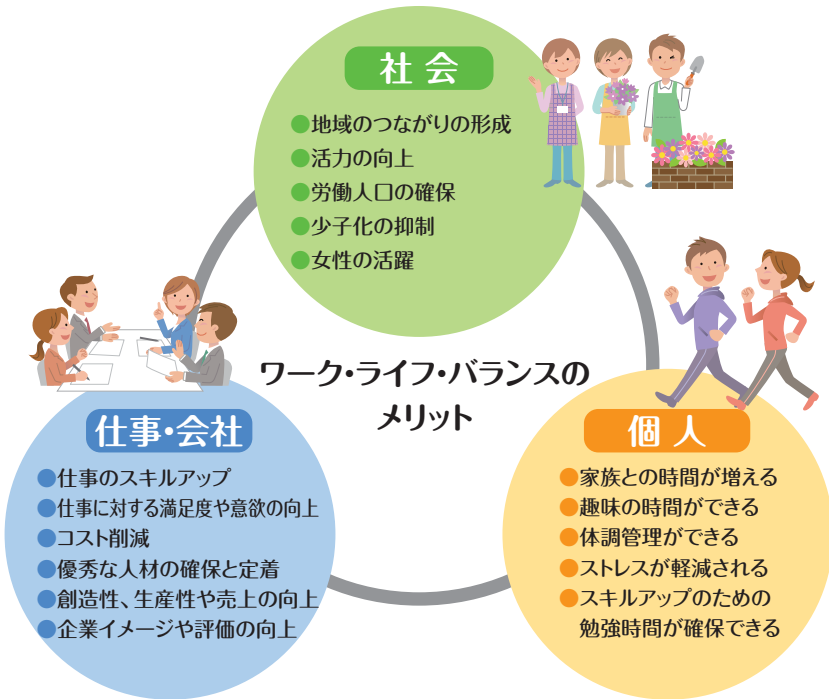 社会
●地域のつながりの形成
●活力の向上
●労働人口の確保
●少子化の抑制
●女性の活躍
ワーク・ライフ・バランスの
メリット
仕事・会社
●仕事のスキルアップ
●仕事に対する満足度や意欲の向上
●コスト削減
●優秀な人材の確保と定着
●創造性、生産性や売上の向上
●企業イメージや評価の向上
個人
●家族との時間が増える
●趣味の時間ができる
●体調管理ができる
●ストレスが軽減される
●スキルアップのための
勉強時間が確保できる